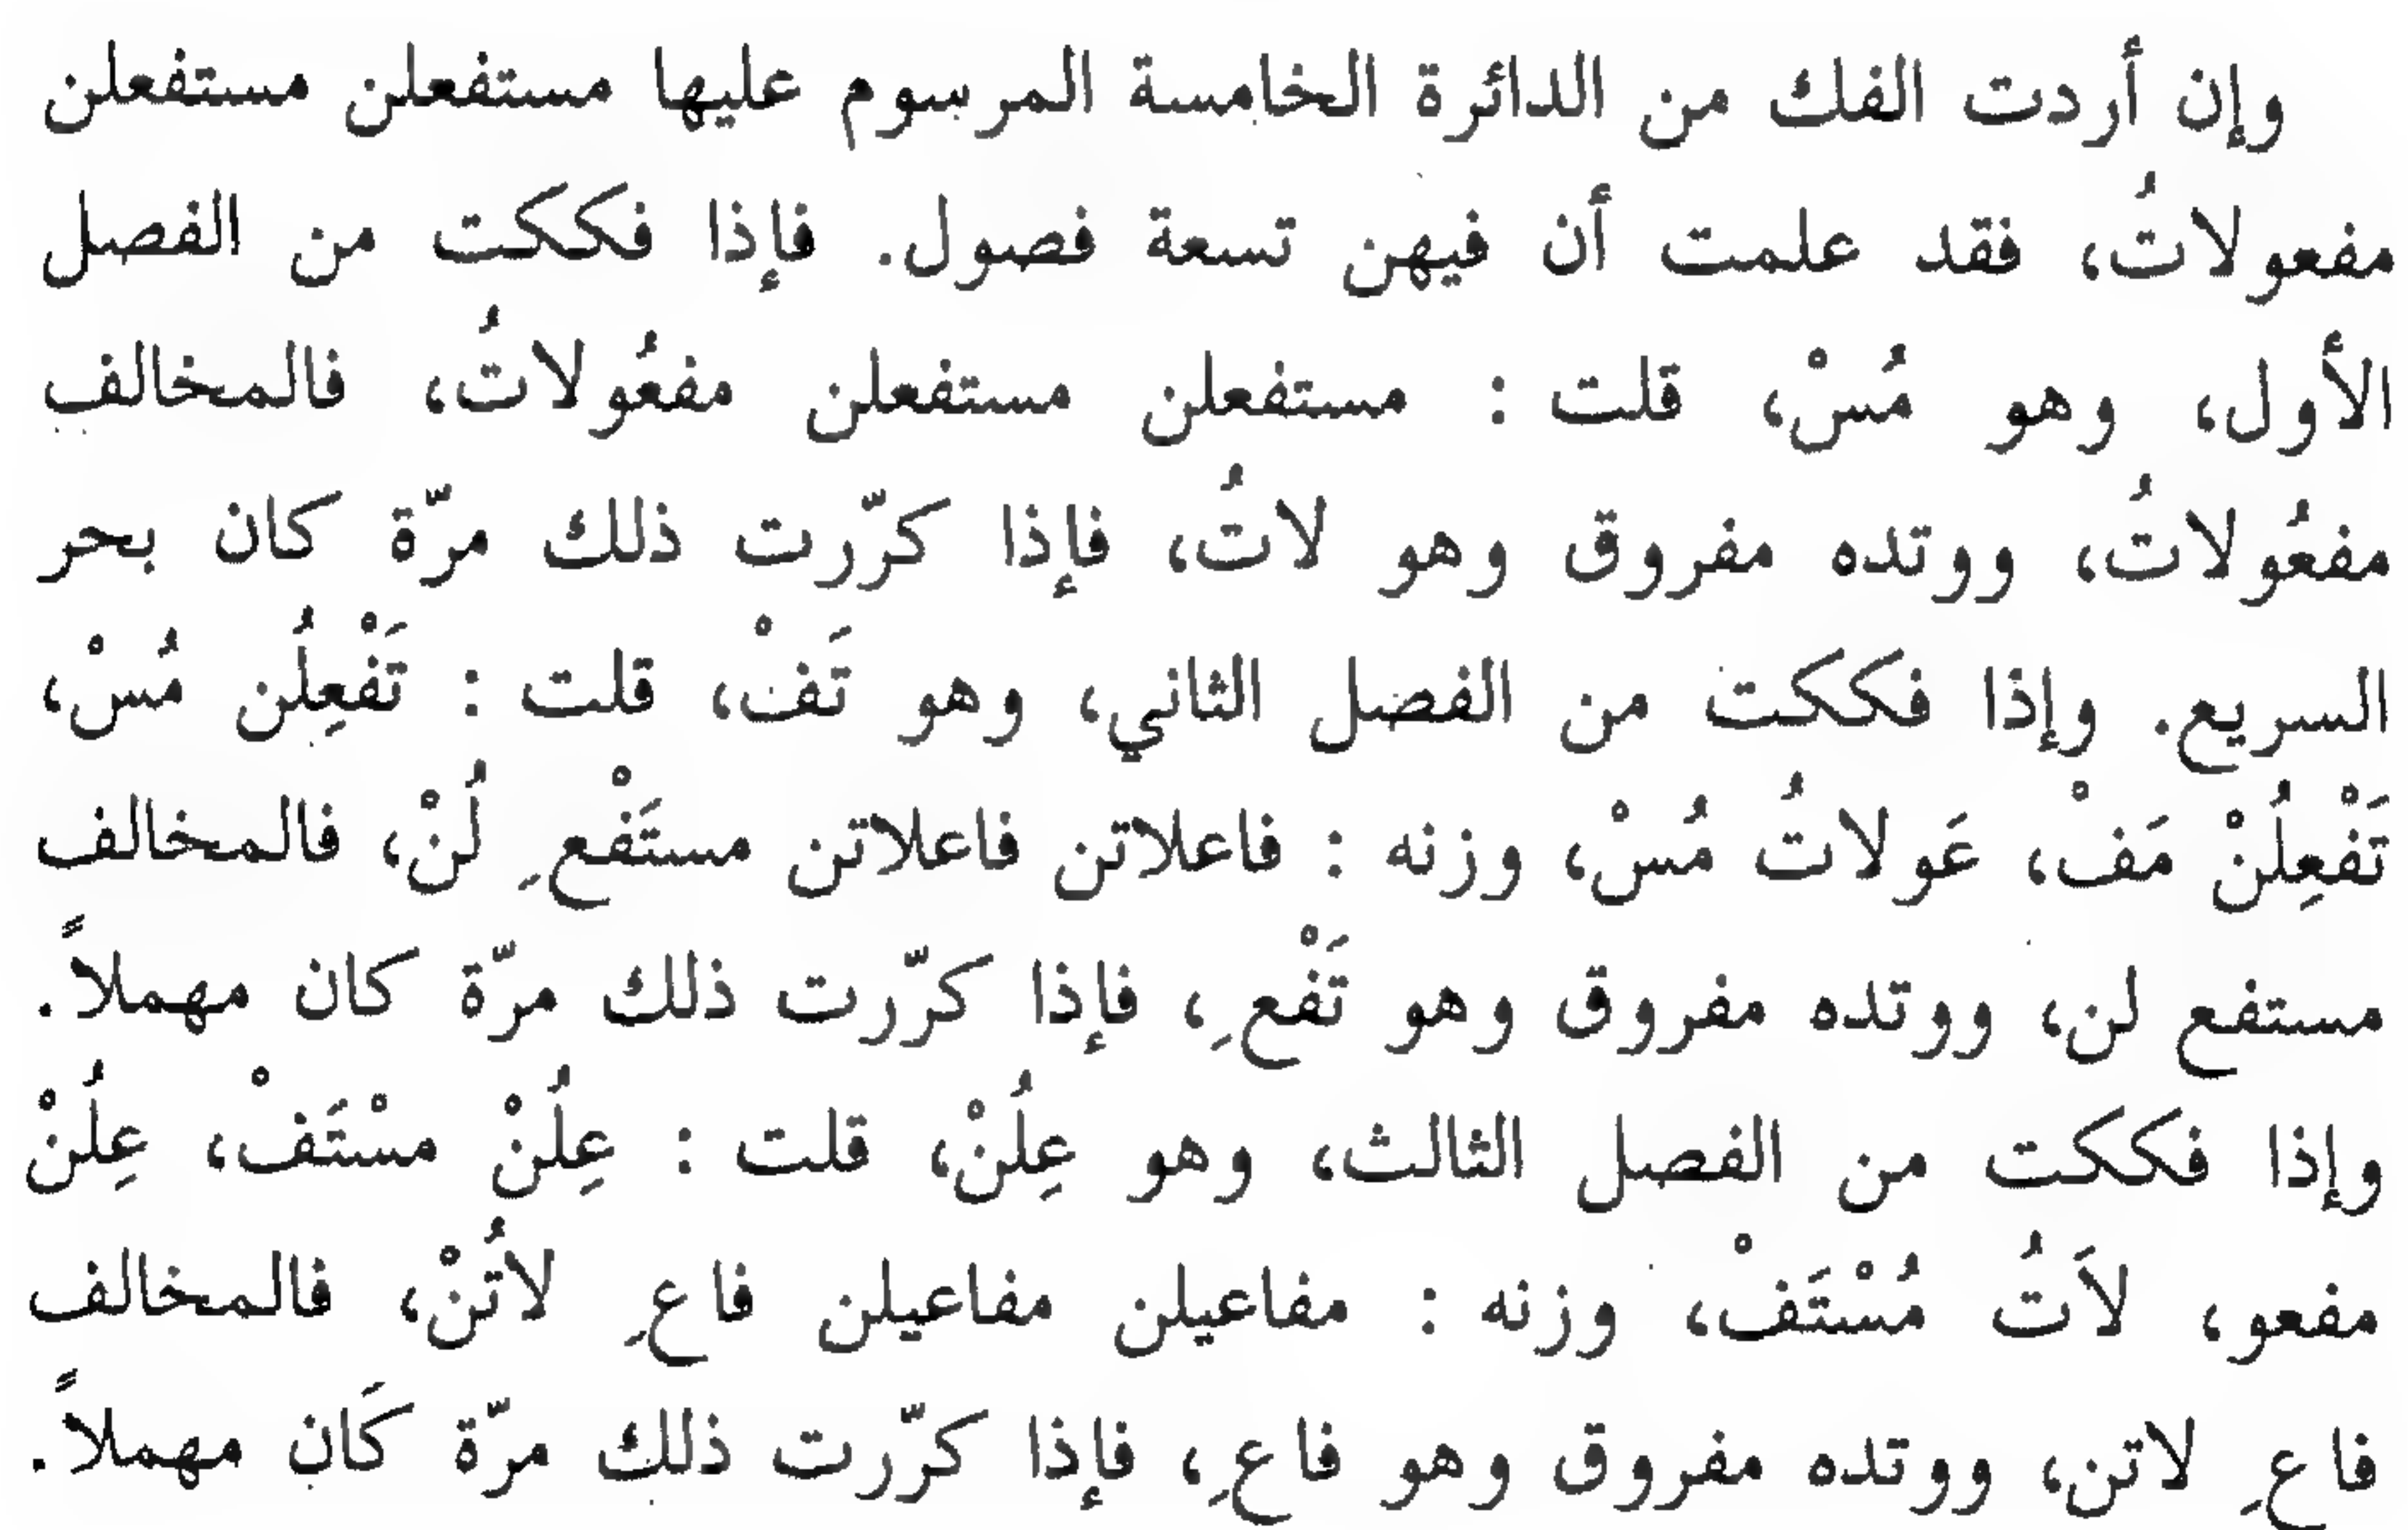 وإن أردت الفك من الدائرة الخامسة المرسوم عليها مستفعلن مستفعلن
مفعولاتُ، فقد علمت أن فيهن تسعة فصول. فإذا فككت من الفصل
الأول، وهو مُسْ، قلت : مستفعلن مستفعلن مفعُولاتُ، فالمخالف
مفعُولاتُ، ووتده مفروق وهو لاتُ، فإذا كرّرت ذلك مرّة كان بحر
السريع. وإذا فككت من الفصل الثاني، وهو تَفْ، قلت : تَفْعِلُن مُسْ،
تَفْعِلُنْ مَفْ، عَولاتُ مُسْ، وزنه : فاعلاتن فاعلاتن مستَفْعِ لُنْ، فالمخالف
مستفع لن، ووتده مفروق وهو تَفْعِ، فإذا كرّرت ذلك مرّة كان مهملاً.
وإذا فككت من الفصل الثالث، وهو عِلُنْ، قلت : عِلُنْ مسْتَفْ، عِلُنْ
مفعو، لاَتُ مُسْتَفْ، وزنه : مفاعيلن مفاعيلن فاعِ لاتُنْ، فالمخالف
فاعِ لاتن، ووتده مفروق وهو فاعِ، فإذا كرّرت ذلك مرّة كَان مهملاً.